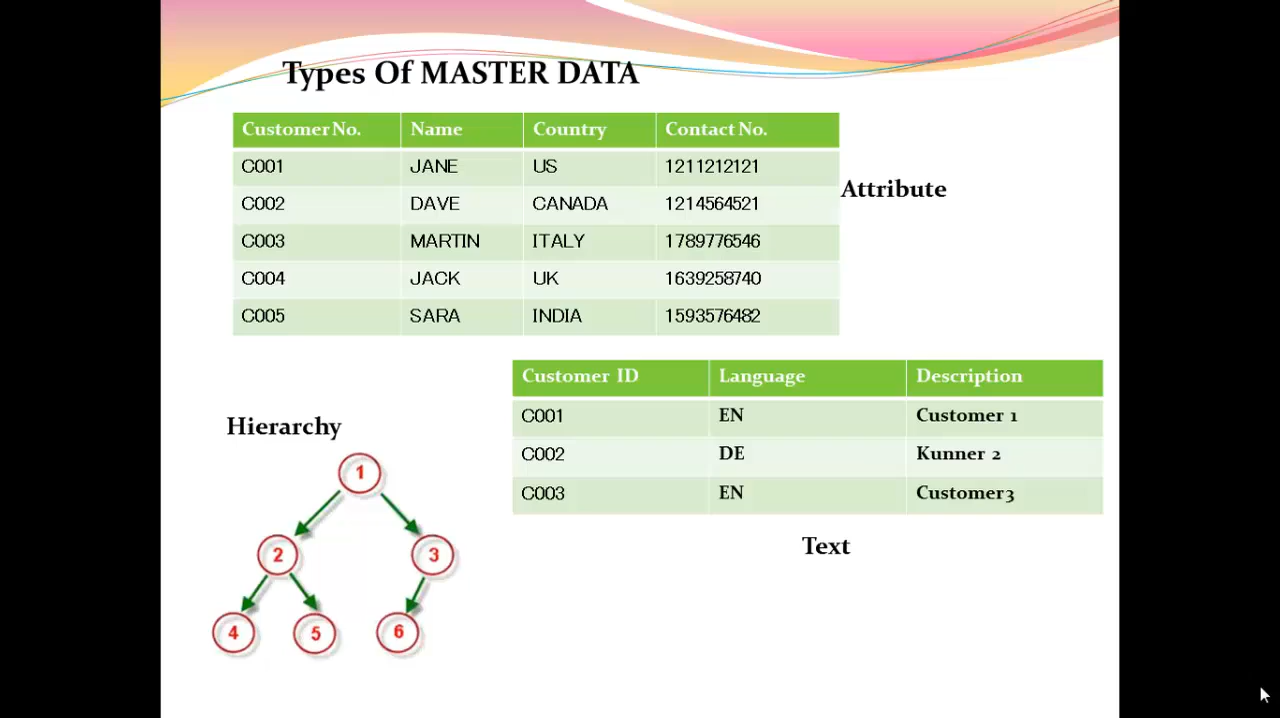 Types Of MASTER DATA
Customer No. Name Country Contact No.
C001 JANE US 1211212121
C002 DAVE CANADA 1214564521
C003 MARTIN ITALY 1789776546
C004 JACK UK 1639258740
C005 SARA INDIA 1593576482
Attribute
Customer ID Language Description
C001 EN Customer 1
C002 DE Kunner 2
C003 EN Customer3
Text
Hierarchy
1
2 3
4 5 6